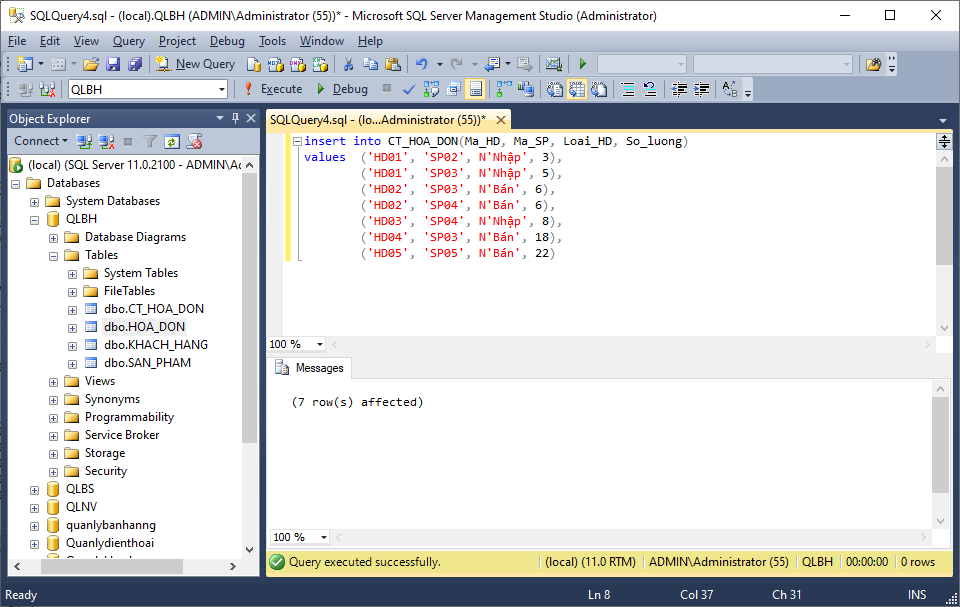 SQLQuery4.sql - (local).QLBH (ADMIN\Administrator (55))* - Microsoft SQL Server Management Studio (Administrator)
File Edit View Query Project Debug Tools Window Help
New Query
QLBH Execute Debug
Object Explorer
Connect
(local) (SQL Server 11.0.2100 - ADMIN\Ac
Databases
System Databases
QLBH
Database Diagrams
Tables
System Tables
FileTables
dbo.CT_HOA_DON
dbo.HOA_DON
dbo.KHACH_HANG
dbo.SAN_PHAM
Views
Synonyms
Programmability
Service Broker
Storage
Security
QLBS
QLNV
quanlybanhanng
Quanlydienthoai
SQLQuery4.sql - (lo...Administrator (55))*
insert into CT_HOA_DON(Ma_HD, Ma_SP, Loai_HD, So_luong)
values ('HD01', 'SP02', N'Nhập', 3),
('HD01', 'SP03', N'Nhập', 5),
('HD02', 'SP03', N'Bán', 6),
('HD02', 'SP04', N'Bán', 6),
('HD03', 'SP04', N'Nhập', 8),
('HD04', 'SP03', N'Bán', 18),
('HD05', 'SP05', N'Bán', 22)
100 %
Messages
(7 row(s) affected)
100 %
Query executed successfully. (local) (11.0 RTM) ADMIN\Administrator (55) QLBH 00:00:00 0 rows
Ready Ln 8 Col 37 Ch 31 INS